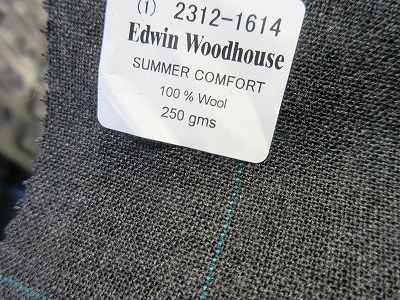 (1) 2312-1614
Edwin Woodhouse
SUMMER COMFORT
100 % Wool
250 gms